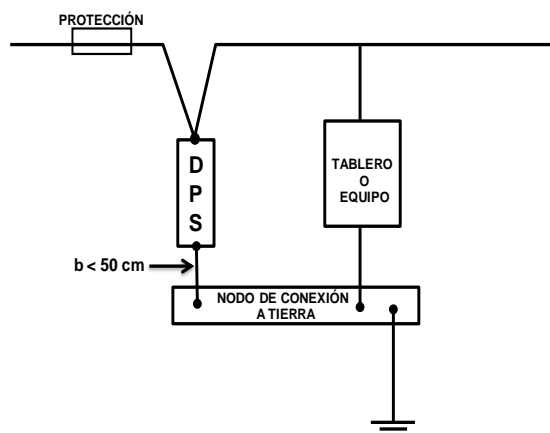 PROTECCIÓN
D
P
S
TABLERO
O
EQUIPO
b < 50 cm
NODO DE CONEXIÓN
A TIERRA